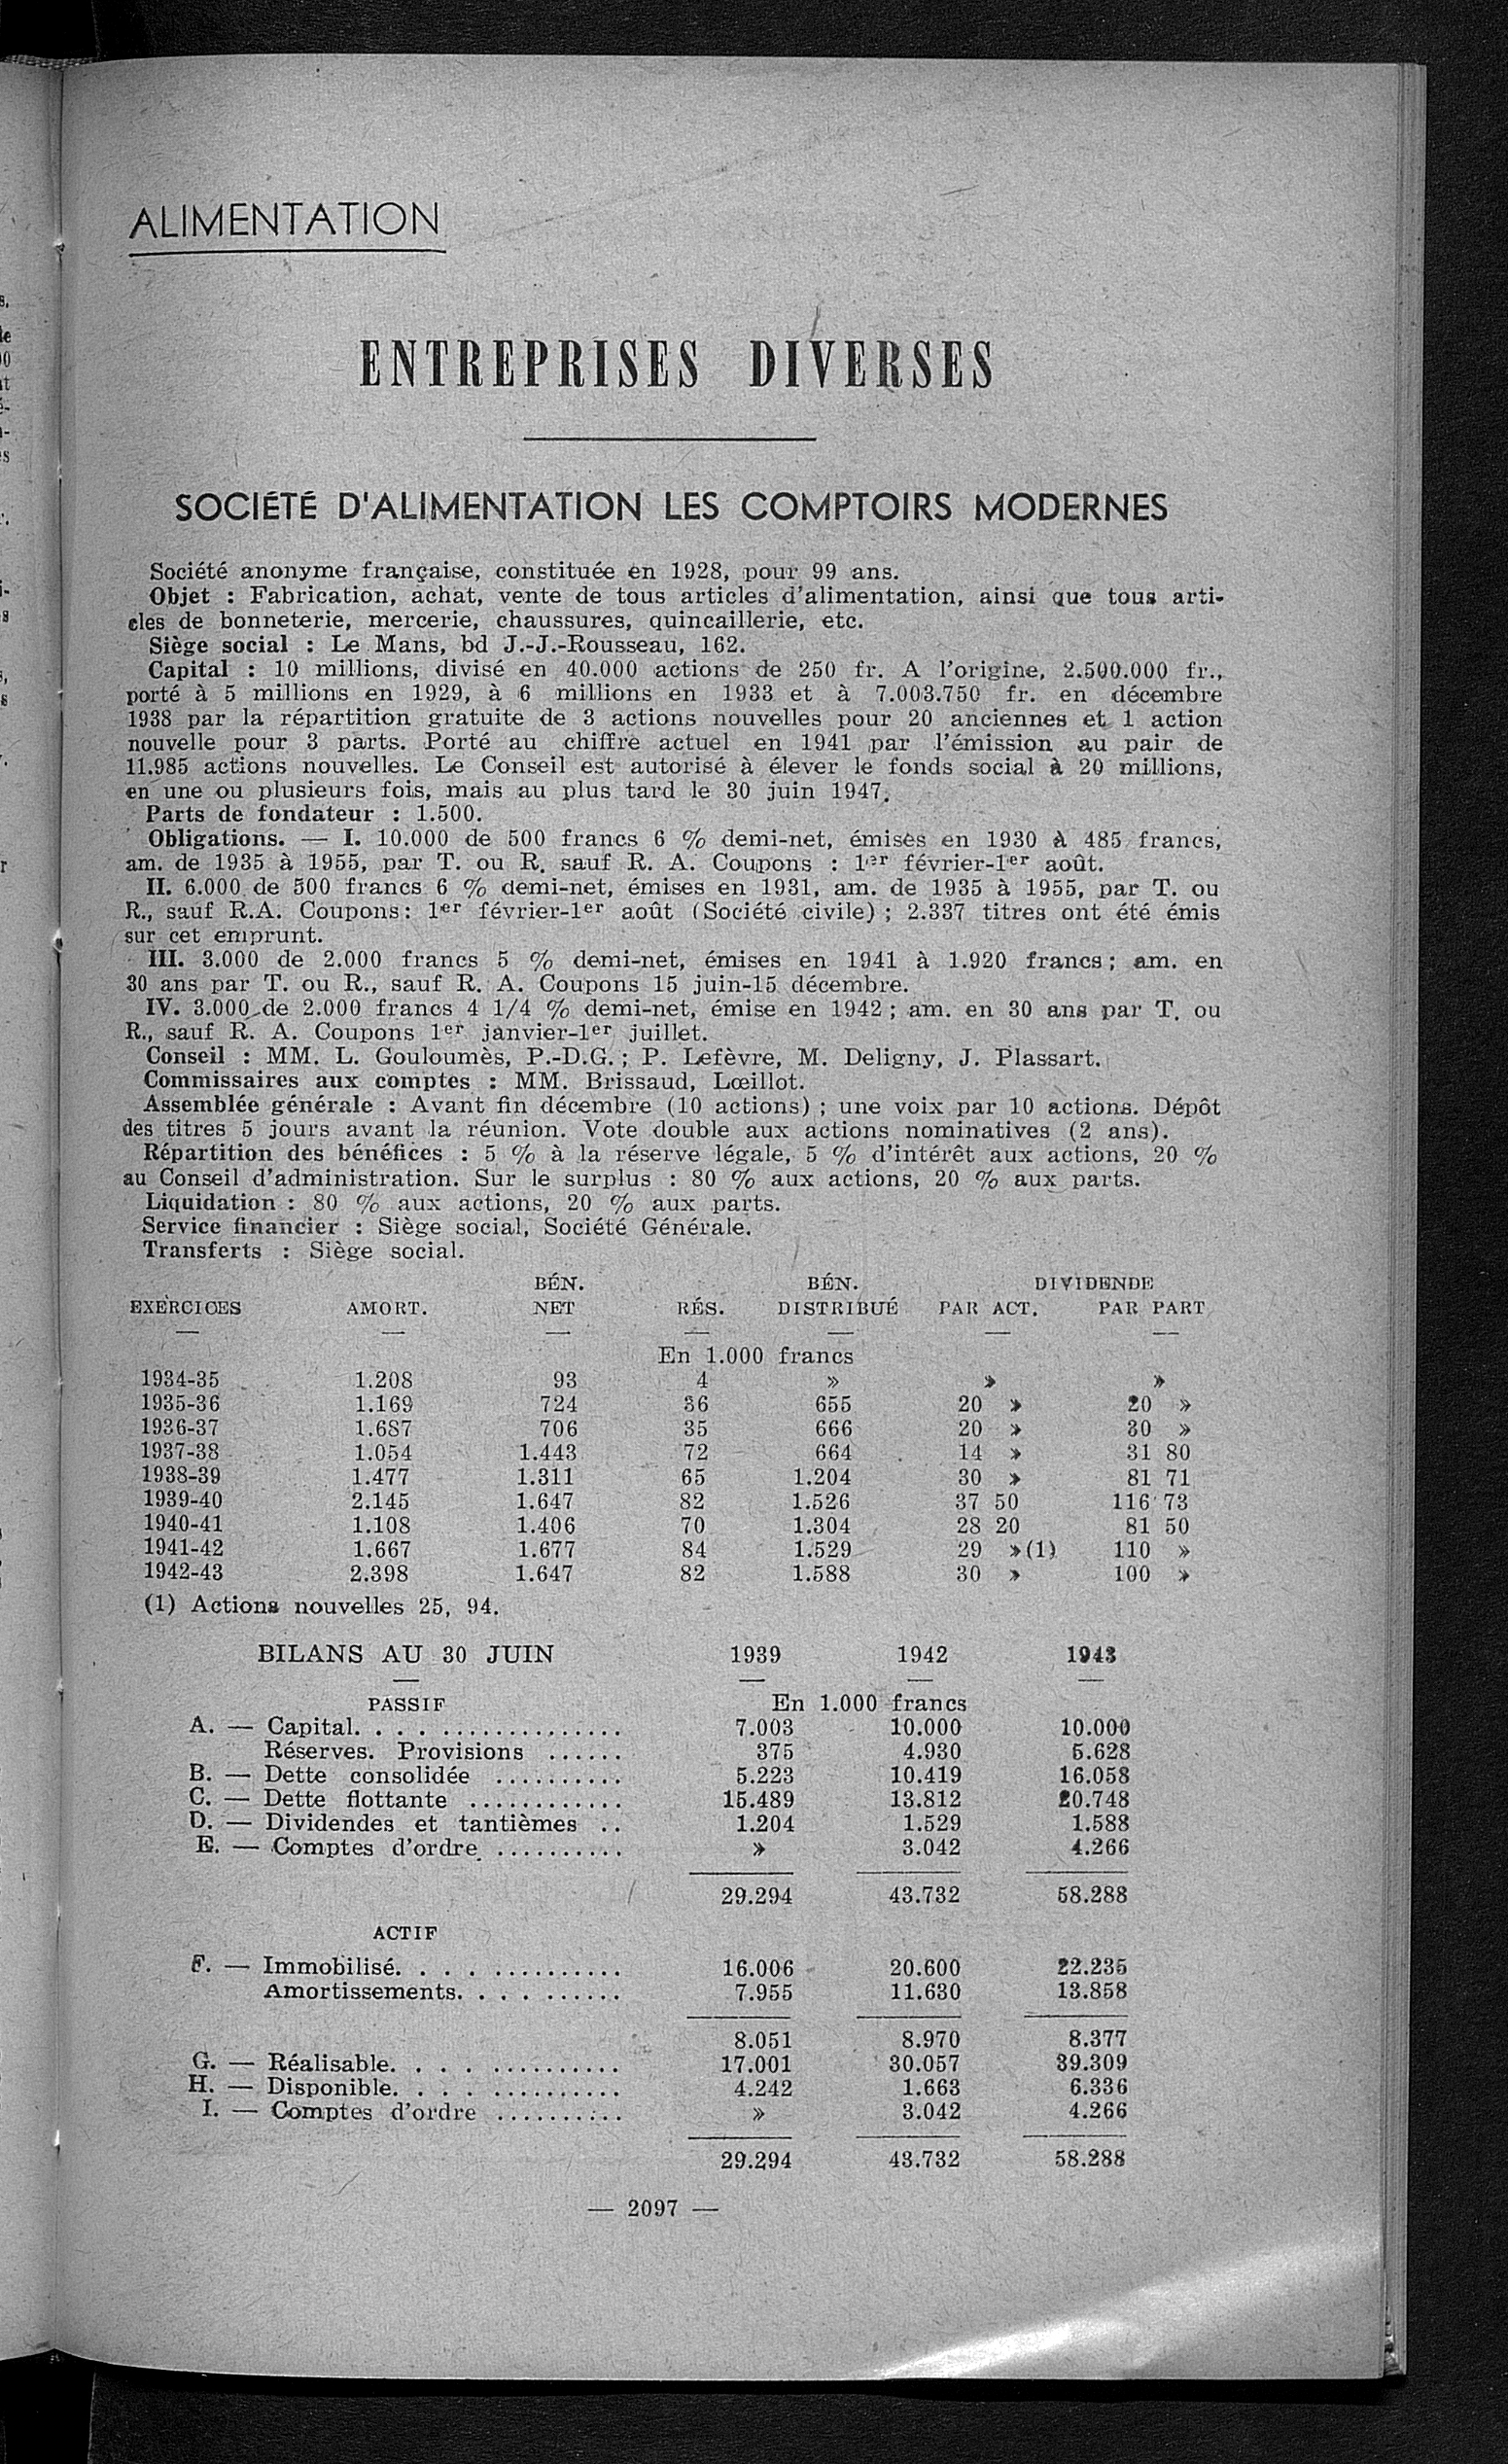 ALIMENTATION
ENTREPRISES DIVERSES
SOCIÉTÉ D'ALIMENTATION LES COMPTOIRS MODERNES
Société anonyme française, constituée en 1928, pour 99 ans.
Objet : Fabrication, achat, vente de tous articles d'alimentation, ainsi que tous arti-
cles de bonneterie, mercerie, chaussures, quincaillerie, etc.
Siège social : Le Mans, bd J.-J.-Rousseau, 162.
Capital : 10 millions, divisé en 40.000 actions de 250 fr. A l'origine, 2.500.000 fr.,
porté à 5 millions en 1929, à 6 millions en 1933 et à 7.003.750 fr. en décembre
1938 par la répartition gratuite de 3 actions nouvelles pour 20 anciennes et 1 action
nouvelle pour 3 parts. Porté au chiffre actuel en 1941 par l'émission au pair de
11.985 actions nouvelles. Le Conseil est autorisé à élever le fonds social à 20 millions,
en une ou plusieurs fois, mais au plus tard le 30 juin 1947.
Parts de fondateur : 1.500.
Obligations. — I. 10.000 de 500 francs 6 % demi-net, émises en 1930 à 485 francs,
am. de 1935 à 1955, par T. ou R. sauf R. A. Coupons : 1er février-1er août.
II. 6.000 de 500 francs 6 % demi-net, émises en 1931, am. de 1935 à 1955, par T. ou
R., sauf R.A. Coupons: 1er février-1er août (Société civile) ; 2.337 titres ont été émis
sur cet emprunt.
III. 3.000 de 2.000 francs 5 % demi-net, émises en 1941 à 1.920 francs; am. en
30 ans par T. ou R., sauf R. A. Coupons 15 juin-15 décembre.
IV. 3.000 de 2.000 francs 4 1/4 % demi-net, émise en 1942 ; am. en 30 ans par T. ou
R., sauf R. A. Coupons 1er janvier-1er juillet.
Conseil : MM. L. Gouloumès, P.-D.G. ; P. Lefèvre, M. Deligny, J. Plassart.
Commissaires aux comptes : MM. Brissaud, Lœillot.
Assemblée générale : Avant fin décembre (10 actions) ; une voix par 10 actions. Dépôt
des titres 5 jours avant la réunion. Vote double aux actions nominatives (2 ans).
Répartition des bénéfices : 5 % à la réserve légale, 5 % d'intérêt aux actions, 20 %
au Conseil d'administration. Sur le surplus : 80 % aux actions, 20 % aux parts.
Liquidation : 80 % aux actions, 20 % aux parts.
Service financier : Siège social, Société Générale.
Transferts : Siège social.
BÉN. BÉN. DIVIDENDE
EXERCICES AMORT. NET RÉS. DISTRIBUÉ PAR ACT. PAR PART
— — — — — — —
En 1.000 francs
1934-35 1.208 93 4 » » »
1935-36 1.169 724 36 655 20 » 20 »
1936-37 1.687 706 35 666 20 » 30 »
1937-38 1.054 1.443 72 664 14 » 31 80
1938-39 1.477 1.311 65 1.204 30 » 81 71
1939-40 2.145 1.647 82 1.526 37 50 116 73
1940-41 1.108 1.406 70 1.304 28 20 81 50
1941-42 1.667 1.677 84 1.529 29 »(1) 110 »
1942-43 2.398 1.647 82 1.588 30 » 100 »
(1) Actions nouvelles 25, 94.
BILANS AU 30 JUIN 1939 1942 1943
— — — —
PASSIF En 1.000 francs
A. — Capital. . . . ................ 7.003 10.000 10.000
Réserves. Provisions ...... 375 4.930 5.628
B. — Dette consolidée .......... 5.223 10.419 16.058
C. — Dette flottante ............ 15.489 13.812 20.748
D. — Dividendes et tantièmes .. 1.204 1.529 1.588
E. — Comptes d'ordre .......... » 3.042 4.266
29.294 43.732 58.288
ACTIF
F. — Immobilisé. . . . ............. 16.006 20.600 22.235
Amortissements. . . . . ...... 7.955 11.630 13.858
8.051 8.970 8.377
G. — Réalisable. . . . . ............ 17.001 30.057 39.309
H. — Disponible. . . . . ............ 4.242 1.663 6.336
I. — Comptes d'ordre .......... » 3.042 4.266
29.294 43.732 58.288
— 2097 —